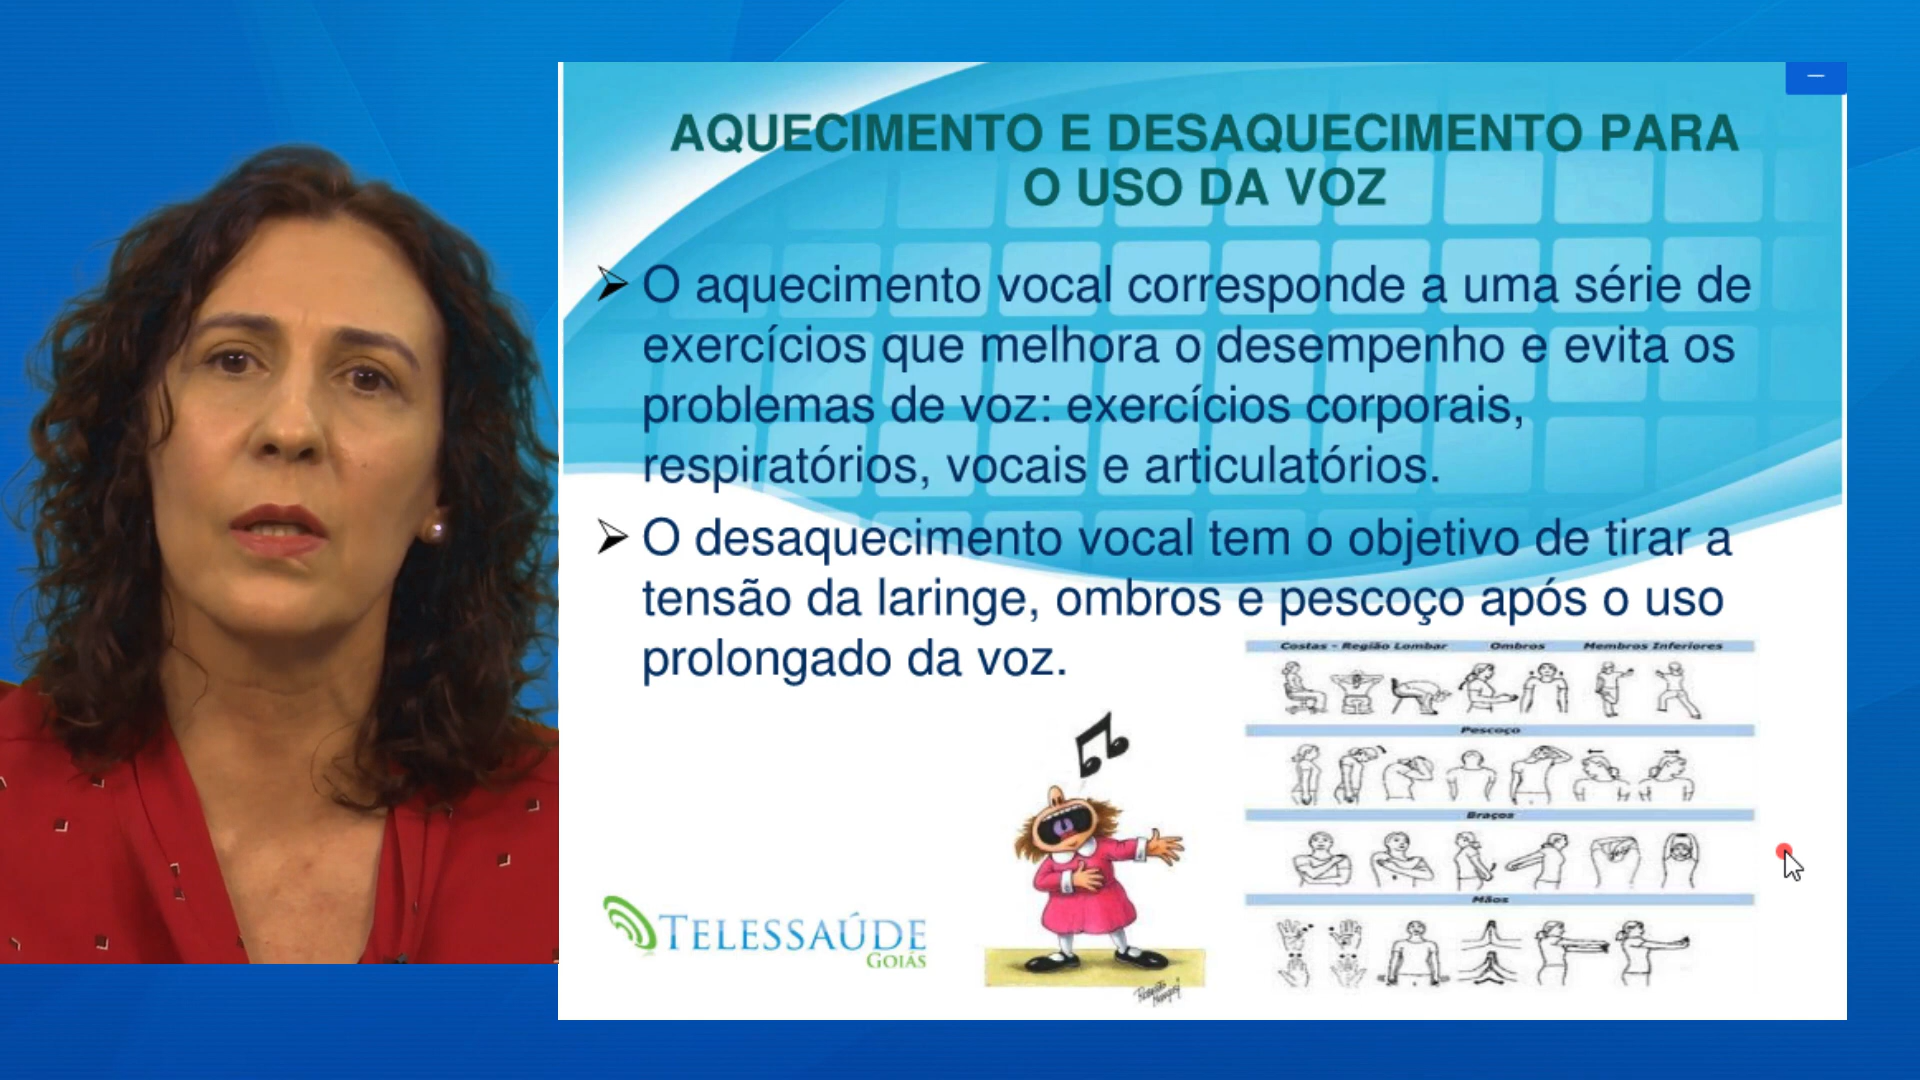 AQUECIMENTO E DESAQUECIMENTO PARA
O USO DA VOZ
O aquecimento vocal corresponde a uma série de
exercícios que melhora o desempenho e evita os
problemas de voz: exercícios corporais,
respiratórios, vocais e articulatórios.
O desaquecimento vocal tem o objetivo de tirar a
tensão da laringe, ombros e pescoço após o uso
prolongado da voz.
Costas - Região Lombar Ombros Membros Inferiores
Pescoço
Braços
Mãos
TELESSAÚDE
GOIÁS